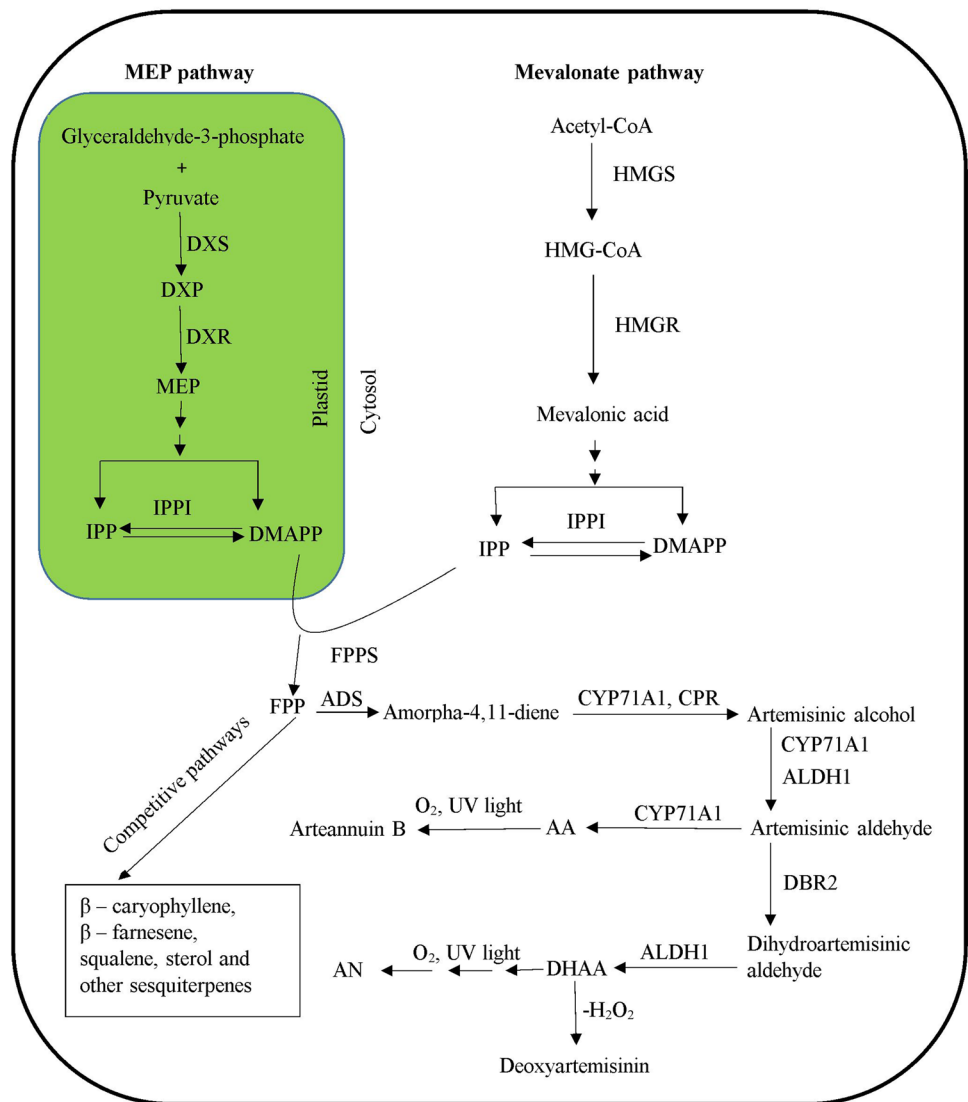 MEP pathway
Mevalonate pathway
Glyceraldehyde-3-phosphate
+
Pyruvate
DXS
DXP
DXR
MEP
IPPI
IPP
DMAPP
Plastid
Cytosol
Acetyl-CoA
HMGS
HMG-CoA
HMGR
Mevalonic acid
IPPI
IPP
DMAPP
FPPS
FPP
ADS
Amorpha-4,11-diene
CYP71A1, CPR
Artemisinic alcohol
CYP71A1
ALDH1
Competitive pathways
Arteannuin B
O₂, UV light
AA
CYP71A1
Artemisinic aldehyde
DBR2
β – caryophyllene,
β – farnesene,
squalene, sterol and
other sesquiterpenes
AN
O₂, UV light
DHAA
ALDH1
Dihydroartemisinic
aldehyde
-H₂O₂
Deoxyartemisinin